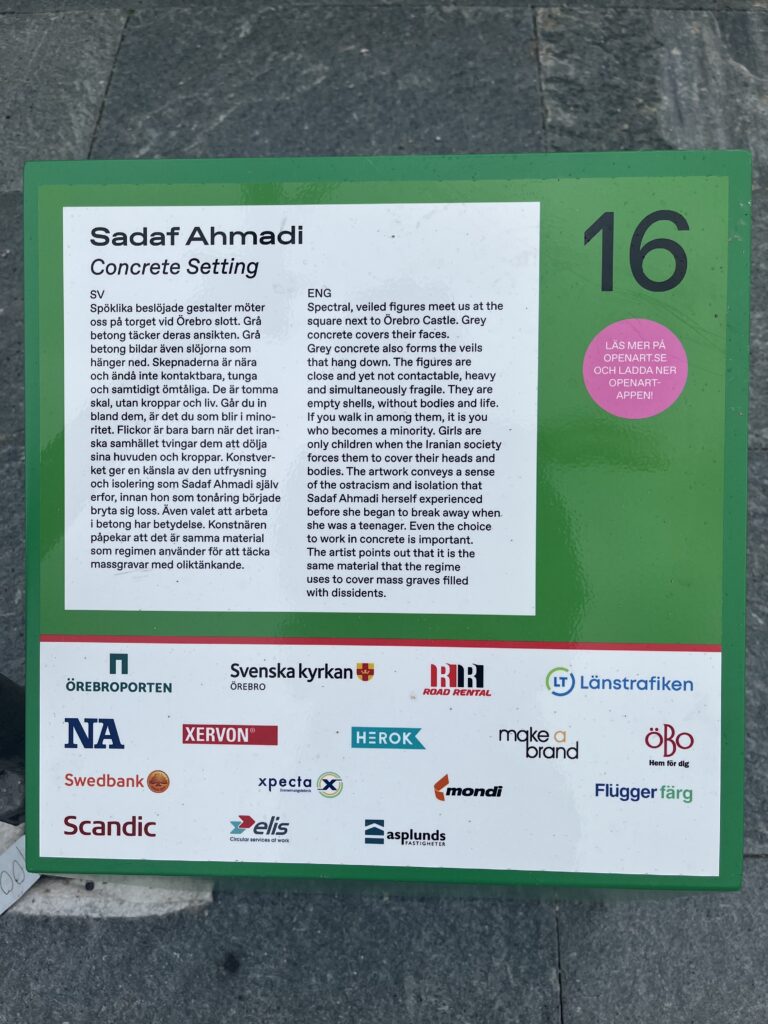 Sadaf Ahmadi
Concrete Setting
SV
Spöklika beslöjade gestalter möter
oss på torget vid Örebro slott. Grå
betong täcker deras ansikten. Grå
betong bildar även slöjorna som
hänger ned. Skepnaderna är nära
och ändå inte kontaktbara, tunga
och samtidigt ömtåliga. De är tomma
skal, utan kroppar och liv. Går du in
bland dem, är det du som blir i mino-
ritet. Flickor är bara barn när det iran-
ska samhället tvingar dem att dölja
sina huvuden och kroppar. Konstver-
ket ger en känsla av den utfrysning
och isolering som Sadaf Ahmadi själv
erfor, innan hon som tonåring började
bryta sig loss. Även valet att arbeta
i betong har betydelse. Konstnären
påpekar att det är samma material
som regimen använder för att täcka
massgravar med oliktänkande.
ENG
Spectral, veiled figures meet us at the
square next to Örebro Castle. Grey
concrete covers their faces.
Grey concrete also forms the veils
that hang down. The figures are
close and yet not contactable, heavy
and simultaneously fragile. They are
empty shells, without bodies and life.
If you walk in among them, it is you
who becomes a minority. Girls are
only children when the Iranian society
forces them to cover their heads and
bodies. The artwork conveys a sense
of the ostracism and isolation that
Sadaf Ahmadi herself experienced
before she began to break away when
she was a teenager. Even the choice
to work in concrete is important.
The artist points out that it is the
same material that the regime
uses to cover mass graves filled
with dissidents.
16
LÄS MER PÅ
OPENART.SE
OCH LADDA NER
OPENART-
APPEN!
ÖREBROPORTEN
Svenska kyrkan
ÖREBRO
RR
ROAD RENTAL
LT Länstrafiken
NA
XERVON®
HEROK
make a
brand
ÖBO
Hem för dig
Swedbank
xpecta X
mondi
Flügger färg
Scandic
elis
Circular services at work
asplunds
FASTIGHETER